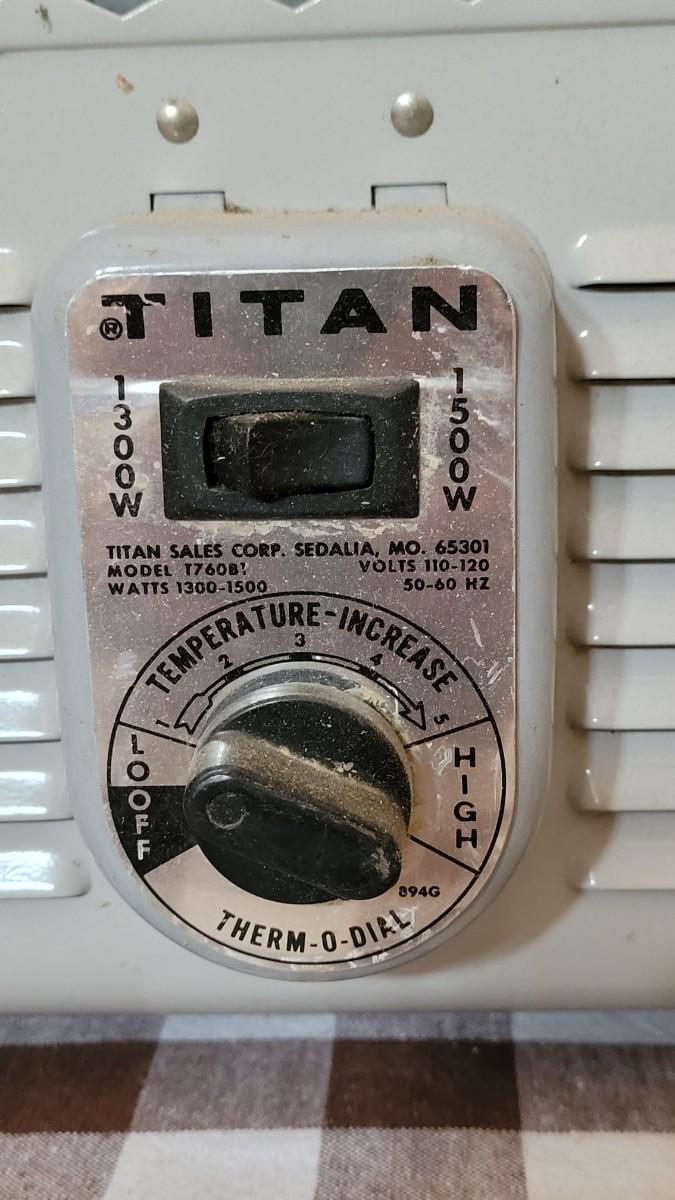 ® TITAN
1300W
1500W
TITAN SALES CORP. SEDALIA, MO. 65301
MODEL T760B1 VOLTS 110-120
WATTS 1300-1500 50-60 HZ
TEMPERATURE-INCREASE
1 2 3 4 5
LO
OFF
HIGH
894G
THERM-O-DIAL